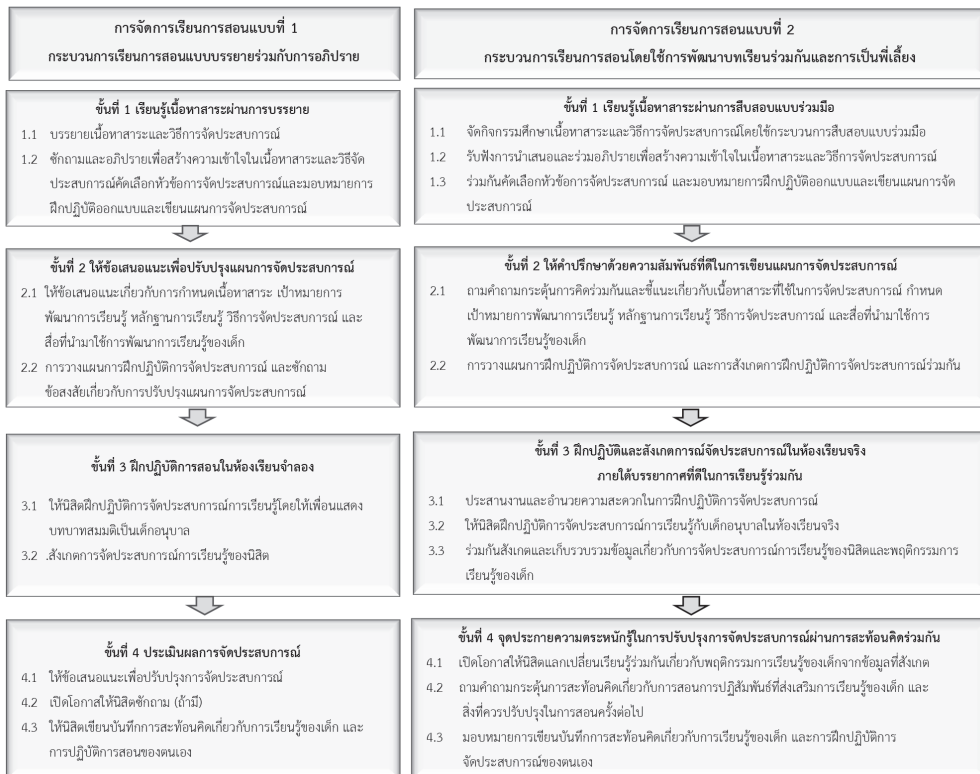 การจัดการเรียนการสอนแบบที่ 1
กระบวนการเรียนการสอนแบบบรรยายร่วมกับการอภิปราย
ขั้นที่ 1 เรียนรู้เนื้อหาสาระผ่านการบรรยาย
1.1 บรรยายเนื้อหาสาระและวิธีการจัดประสบการณ์
1.2 ซักถามและอภิปรายเพื่อสร้างความเข้าใจในเนื้อหาสาระและวิธีจัด
ประสบการณ์คัดเลือกหัวข้อการจัดประสบการณ์และมอบหมายการ
ฝึกปฏิบัติออกแบบและเขียนแผนการจัดประสบการณ์
ขั้นที่ 2 ให้ข้อเสนอแนะเพื่อปรับปรุงแผนการจัดประสบการณ์
2.1 ให้ข้อเสนอแนะเกี่ยวกับการกำหนดเนื้อหาสาระ เป้าหมายการ
พัฒนาการเรียนรู้ หลักฐานการเรียนรู้ วิธีการจัดประสบการณ์ และ
สื่อที่นำมาใช้การพัฒนาการเรียนรู้ของเด็ก
2.2 การวางแผนการฝึกปฏิบัติการจัดประสบการณ์ และซักถาม
ข้อสงสัยเกี่ยวกับการปรับปรุงแผนการจัดประสบการณ์
ขั้นที่ 3 ฝึกปฏิบัติการสอนในห้องเรียนจำลอง
3.1 ให้นิสิตฝึกปฏิบัติการจัดประสบการณ์การเรียนรู้โดยให้เพื่อนแสดง
บทบาทสมมติเป็นเด็กอนุบาล
3.2 .สังเกตการจัดประสบการณ์การเรียนรู้ของนิสิต
ขั้นที่ 4 ประเมินผลการจัดประสบการณ์
4.1 ให้ข้อเสนอแนะเพื่อปรับปรุงการจัดประสบการณ์
4.2 เปิดโอกาสให้นิสิตซักถาม (ถ้ามี)
4.3 ให้นิสิตเขียนบันทึกการสะท้อนคิดเกี่ยวกับการเรียนรู้ของเด็ก และ
การปฏิบัติการสอนของตนเอง
การจัดการเรียนการสอนแบบที่ 2
กระบวนการเรียนการสอนโดยใช้การพัฒนาบทเรียนร่วมกันและการเป็นพี่เลี้ยง
ขั้นที่ 1 เรียนรู้เนื้อหาสาระผ่านการสืบสอบแบบร่วมมือ
1.1 จัดกิจกรรมศึกษาเนื้อหาสาระและวิธีการจัดประสบการณ์โดยใช้กระบวนการสืบสอบแบบร่วมมือ
1.2 รับฟังการนำเสนอและร่วมอภิปรายเพื่อสร้างความเข้าใจในเนื้อหาสาระและวิธีการจัดประสบการณ์
1.3 ร่วมกันคัดเลือกหัวข้อการจัดประสบการณ์ และมอบหมายการฝึกปฏิบัติออกแบบและเขียนแผนการจัด
ประสบการณ์
ขั้นที่ 2 ให้คำปรึกษาด้วยความสัมพันธ์ที่ดีในการเขียนแผนการจัดประสบการณ์
2.1 ถามคำถามกระตุ้นการคิดร่วมกันและชี้แนะเกี่ยวกับเนื้อหาสาระที่ใช้ในการจัดประสบการณ์ กำหนด
เป้าหมายการพัฒนาการเรียนรู้ หลักฐานการเรียนรู้ วิธีการจัดประสบการณ์ และสื่อที่นำมาใช้การ
พัฒนาการเรียนรู้ของเด็ก
2.2 การวางแผนการฝึกปฏิบัติการจัดประสบการณ์ และการสังเกตการฝึกปฏิบัติการจัดประสบการณ์ร่วมกัน
ขั้นที่ 3 ฝึกปฏิบัติและสังเกตการณ์จัดประสบการณ์ในห้องเรียนจริง
ภายใต้บรรยากาศที่ดีในการเรียนรู้ร่วมกัน
3.1 ประสานงานและอำนวยความสะดวกในการฝึกปฏิบัติการจัดประสบการณ์
3.2 ให้นิสิตฝึกปฏิบัติการจัดประสบการณ์การเรียนรู้กับเด็กอนุบาลในห้องเรียนจริง
3.3 ร่วมกันสังเกตและเก็บรวบรวมข้อมูลเกี่ยวกับการจัดประสบการณ์การเรียนรู้ของนิสิตและพฤติกรรมการ
เรียนรู้ของเด็ก
ขั้นที่ 4 จุดประกายความตระหนักรู้ในการปรับปรุงการจัดประสบการณ์ผ่านการสะท้อนคิดร่วมกัน
4.1 เปิดโอกาสให้นิสิตแลกเปลี่ยนเรียนรู้ร่วมกันเกี่ยวกับพฤติกรรมการเรียนรู้ของเด็กจากข้อมูลที่สังเกต
4.2 ถามคำถามกระตุ้นการสะท้อนคิดเกี่ยวกับการสอนการปฏิสัมพันธ์ที่ส่งเสริมการเรียนรู้ของเด็ก และ
สิ่งที่ควรปรับปรุงในการสอนครั้งต่อไป
4.3 มอบหมายการเขียนบันทึกการสะท้อนคิดเกี่ยวกับการเรียนรู้ของเด็ก และการฝึกปฏิบัติการ
จัดประสบการณ์ของตนเอง